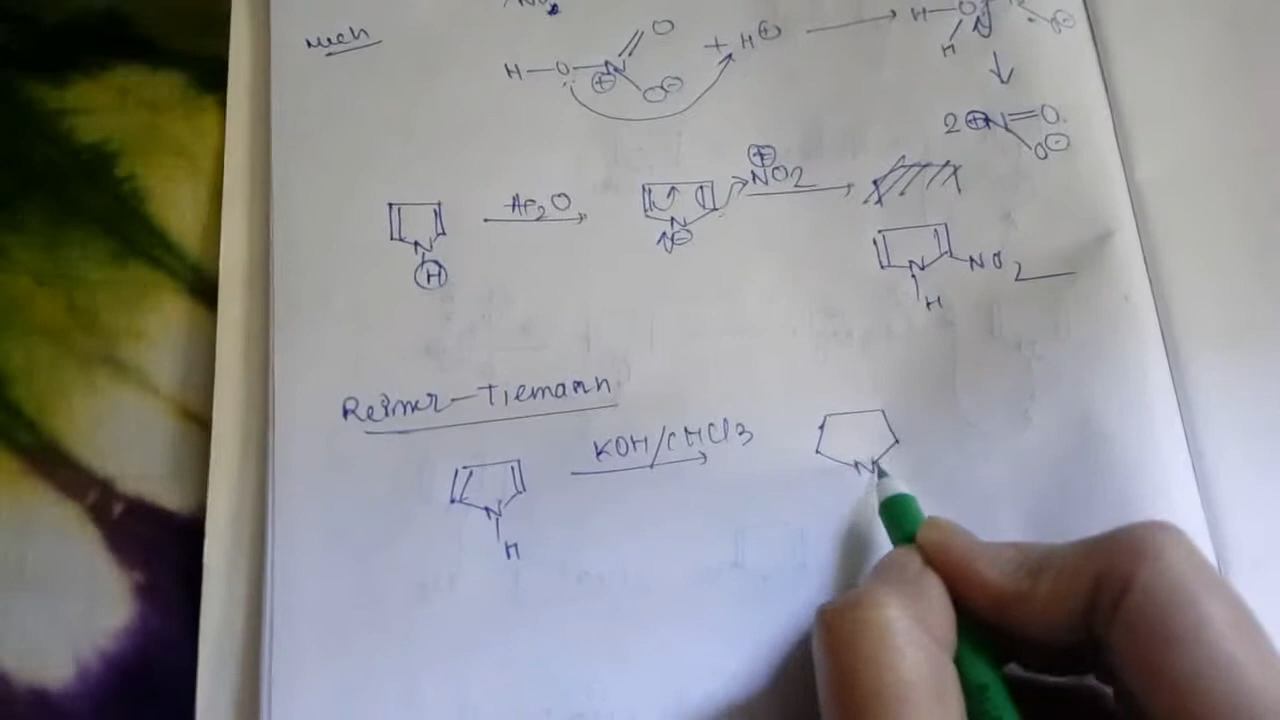 Mech
H-O-N=O O⊖ ⊕ + H⊕
H-O H
2 ⊕N=O O⊖
Ac2O ⊕NO2
N H N⊖
N H NO2
Reimer-Tiemann
KOH/CHCl3
N H N